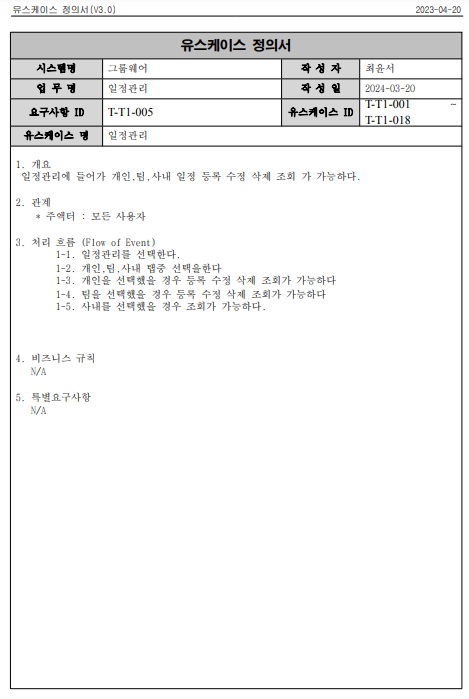 유스케이스 정의서(V3.0) 2023-04-20
유스케이스 정의서
시스템명 그룹웨어 작 성 자 최윤서
업 무 명 일정관리 작 성 일 2024-03-20
요구사항 ID T-T1-005 유스케이스 ID T-T1-001 ~
T-T1-018
유스케이스 명 일정관리
1. 개요
일정관리에 들어가 개인,팀,사내 일정 등록 수정 삭제 조회 가 가능하다.
2. 관계
* 주액터 : 모든 사용자
3. 처리 흐름 (Flow of Event)
1-1. 일정관리를 선택한다.
1-2. 개인,팀,사내 탭중 선택을한다
1-3. 개인을 선택했을 경우 등록 수정 삭제 조회가 가능하다
1-4. 팀을 선택했을 경우 등록 수정 삭제 조회가 가능하다
1-5. 사내를 선택했을 경우 조회가 가능하다.
4. 비즈니스 규칙
N/A
5. 특별요구사항
N/A